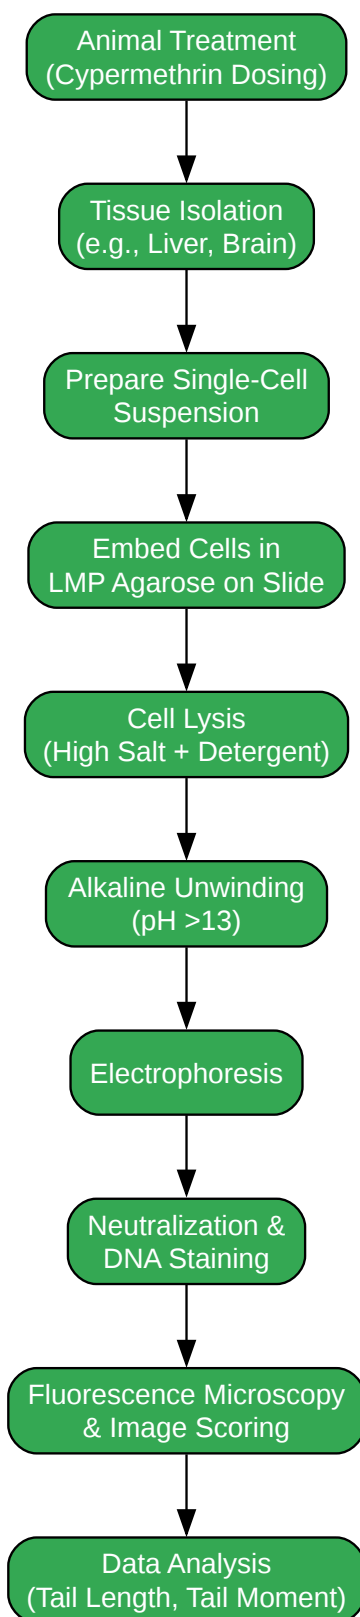 Animal Treatment
(Cypermethrin Dosing)
Tissue Isolation
(e.g., Liver, Brain)
Prepare Single-Cell
Suspension
Embed Cells in
LMP Agarose on Slide
Cell Lysis
(High Salt + Detergent)
Alkaline Unwinding
(pH >13)
Electrophoresis
Neutralization &
DNA Staining
Fluorescence Microscopy
& Image Scoring
Data Analysis
(Tail Length, Tail Moment)